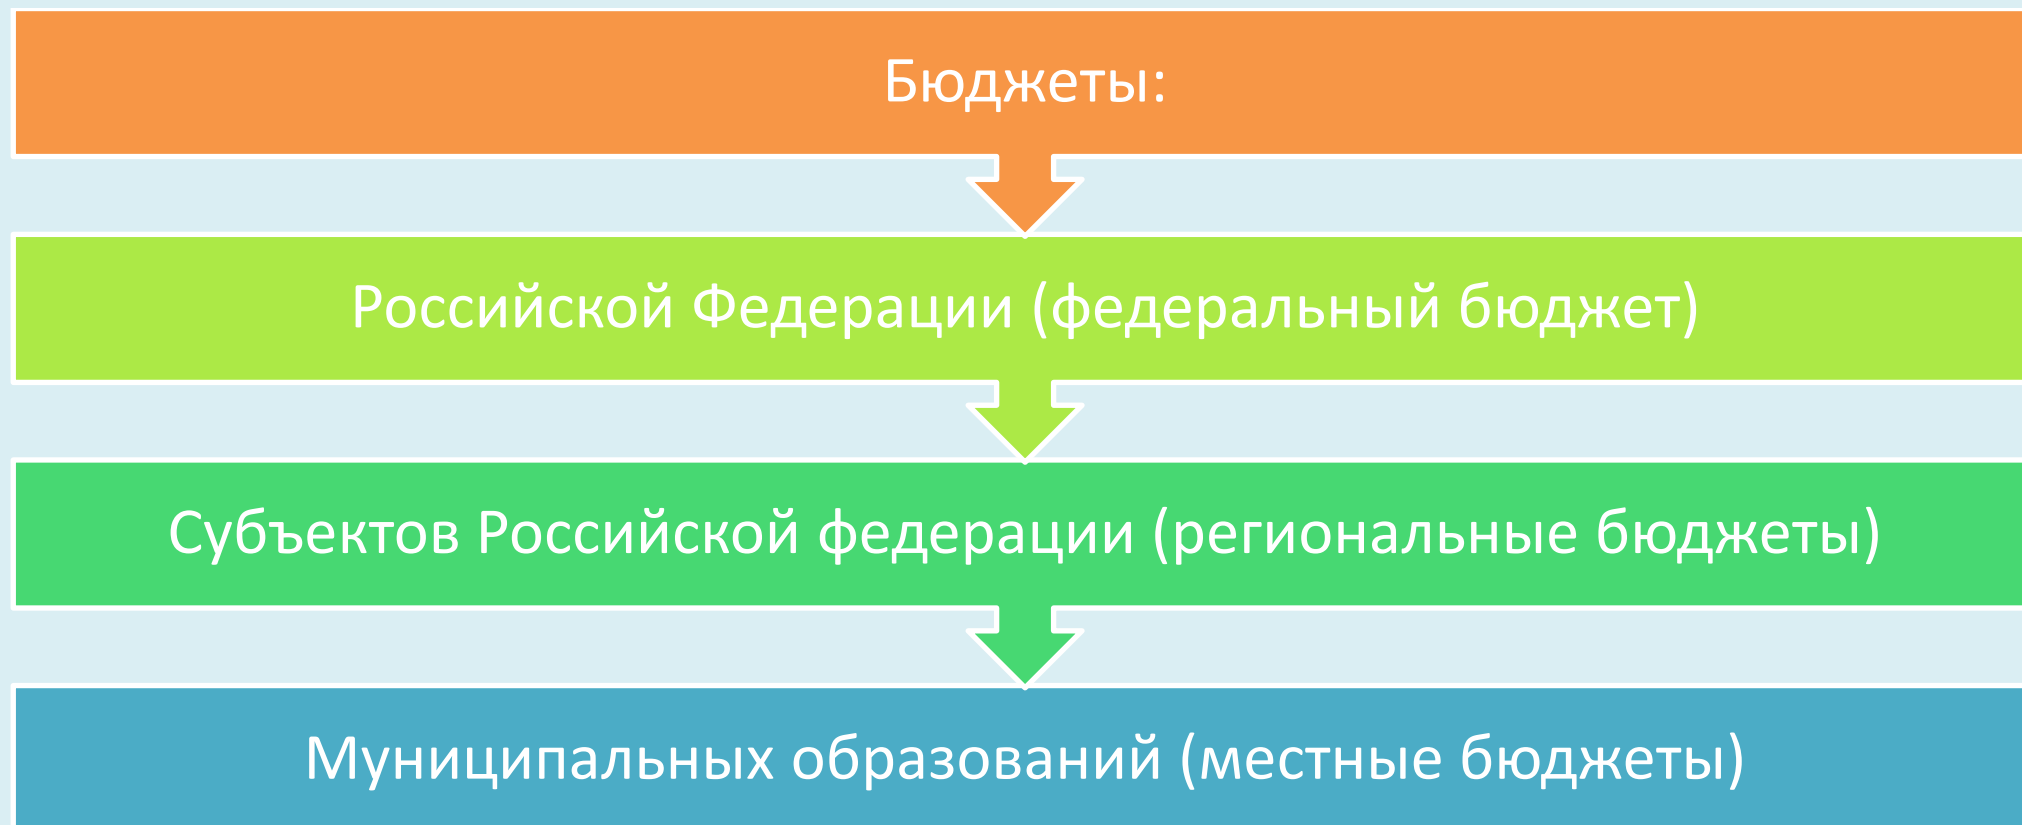 Бюджеты:
Российской Федерации (федеральный бюджет)
Субъектов Российской федерации (региональные бюджеты)
Муниципальных образований (местные бюджеты)